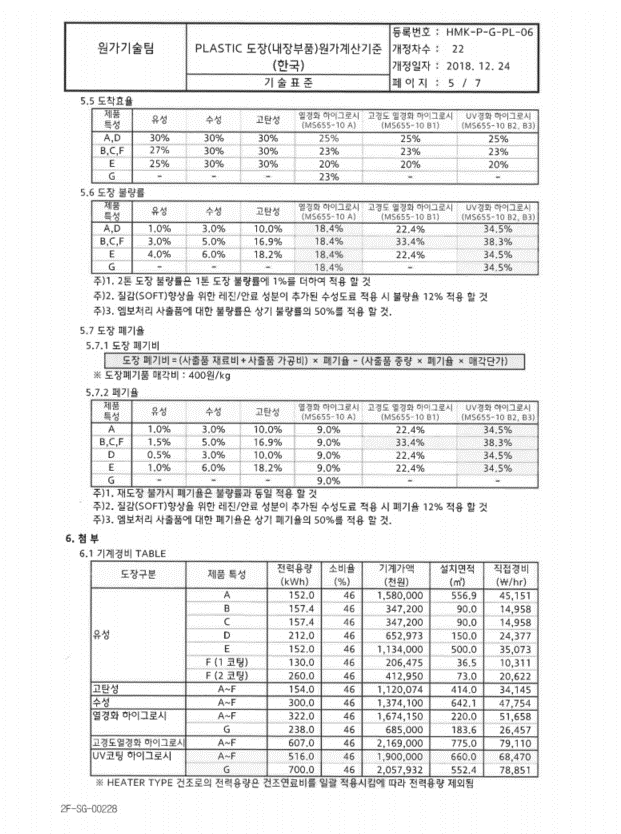 원가기술팀
PLASTIC 도장(내장부품)원가계산기준
(한국)
기 술 표 준
등록번호 : HMK-P-G-PL-06
개정차수 : 22
개정일자 : 2018. 12. 24
페 이 지 : 5 / 7
5.5 도착효율
제품 특성 유성 수성 고탄성 열경화 하이그로시 (MS655-10 A) 고경도 열경화 하이그로시 (MS655-10 B1) UV경화 하이그로시 (MS655-10 B2, B3)
A,D 30% 30% 30% 25% 25% 25%
B,C,F 27% 30% 30% 23% 23% 23%
E 25% 30% 30% 20% 20% 20%
G - - - 23% - -
5.6 도장 불량률
제품 특성 유성 수성 고탄성 열경화 하이그로시 (MS655-10 A) 고경도 열경화 하이그로시 (MS655-10 B1) UV경화 하이그로시 (MS655-10 B2, B3)
A,D 1.0% 3.0% 10.0% 18.4% 22.4% 34.5%
B,C,F 3.0% 5.0% 16.9% 18.4% 33.4% 38.3%
E 4.0% 6.0% 18.2% 18.4% 22.4% 34.5%
G - - - 18.4% - 34.5%
주)1. 2톤 도장 불량률은 1톤 도장 불량률에 1%를 더하여 적용 할 것
주)2. 질감(SOFT)향상을 위한 레진/안료 성분이 추가된 수성도료 적용 시 불량율 12% 적용 할 것
주)3. 엠보처리 사출품에 대한 불량률은 상기 불량률의 50%를 적용 할 것.
5.7 도장 폐기율
5.7.1 도장 폐기비
도장 폐기비 = (사출품 재료비 + 사출품 가공비) × 폐기율 - (사출품 중량 × 폐기율 × 매각단가)
※ 도장폐기품 매각비 : 400원/kg
5.7.2 폐기율
제품 특성 유성 수성 고탄성 열경화 하이그로시 (MS655-10 A) 고경도 열경화 하이그로시 (MS655-10 B1) UV경화 하이그로시 (MS655-10 B2, B3)
A 1.0% 3.0% 10.0% 9.0% 22.4% 34.5%
B,C,F 1.5% 5.0% 16.9% 9.0% 33.4% 38.3%
D 0.5% 3.0% 10.0% 9.0% 22.4% 34.5%
E 1.0% 6.0% 18.2% 9.0% 22.4% 34.5%
G - - - 9.0% - -
주)1. 재도장 불가시 폐기율은 불량률과 동일 적용 할 것
주)2. 질감(SOFT)향상을 위한 레진/안료 성분이 추가된 수성도료 적용 시 폐기율 12% 적용 할 것
주)3. 엠보처리 사출품에 대한 폐기율은 상기 폐기율의 50%를 적용 할 것.
6. 첨 부
6.1 기계경비 TABLE
도장구분 제품 특성 전력용량 (kWh) 소비율 (%) 기계가액 (천원) 설치면적 (㎡) 직접경비 (₩/hr)
유성 A 152.0 46 1,580,000 556.9 45,151
B 157.4 46 347,200 90.0 14,958
C 157.4 46 347,200 90.0 14,958
D 212.0 46 652,973 150.0 24,377
E 152.0 46 1,134,000 500.0 35,073
F (1 코팅) 130.0 46 206,475 36.5 10,311
F (2 코팅) 260.0 46 412,950 73.0 20,622
고탄성 A~F 154.0 46 1,120,074 414.0 34,145
수성 A~F 300.0 46 1,374,100 642.1 47,754
열경화 하이그로시 A~F 322.0 46 1,674,150 220.0 51,658
G 238.0 46 685,000 183.6 26,457
고경도열경화 하이그로시 A~F 607.0 46 2,169,000 775.0 79,110
UV코팅 하이그로시 A~F 516.0 46 1,900,000 660.0 68,470
G 700.0 46 2,057,932 552.4 78,851
※ HEATER TYPE 건조로의 전력용량은 건조연료비를 일괄 적용시킴에 따라 전력용량 제외됨
2F-SG-00228